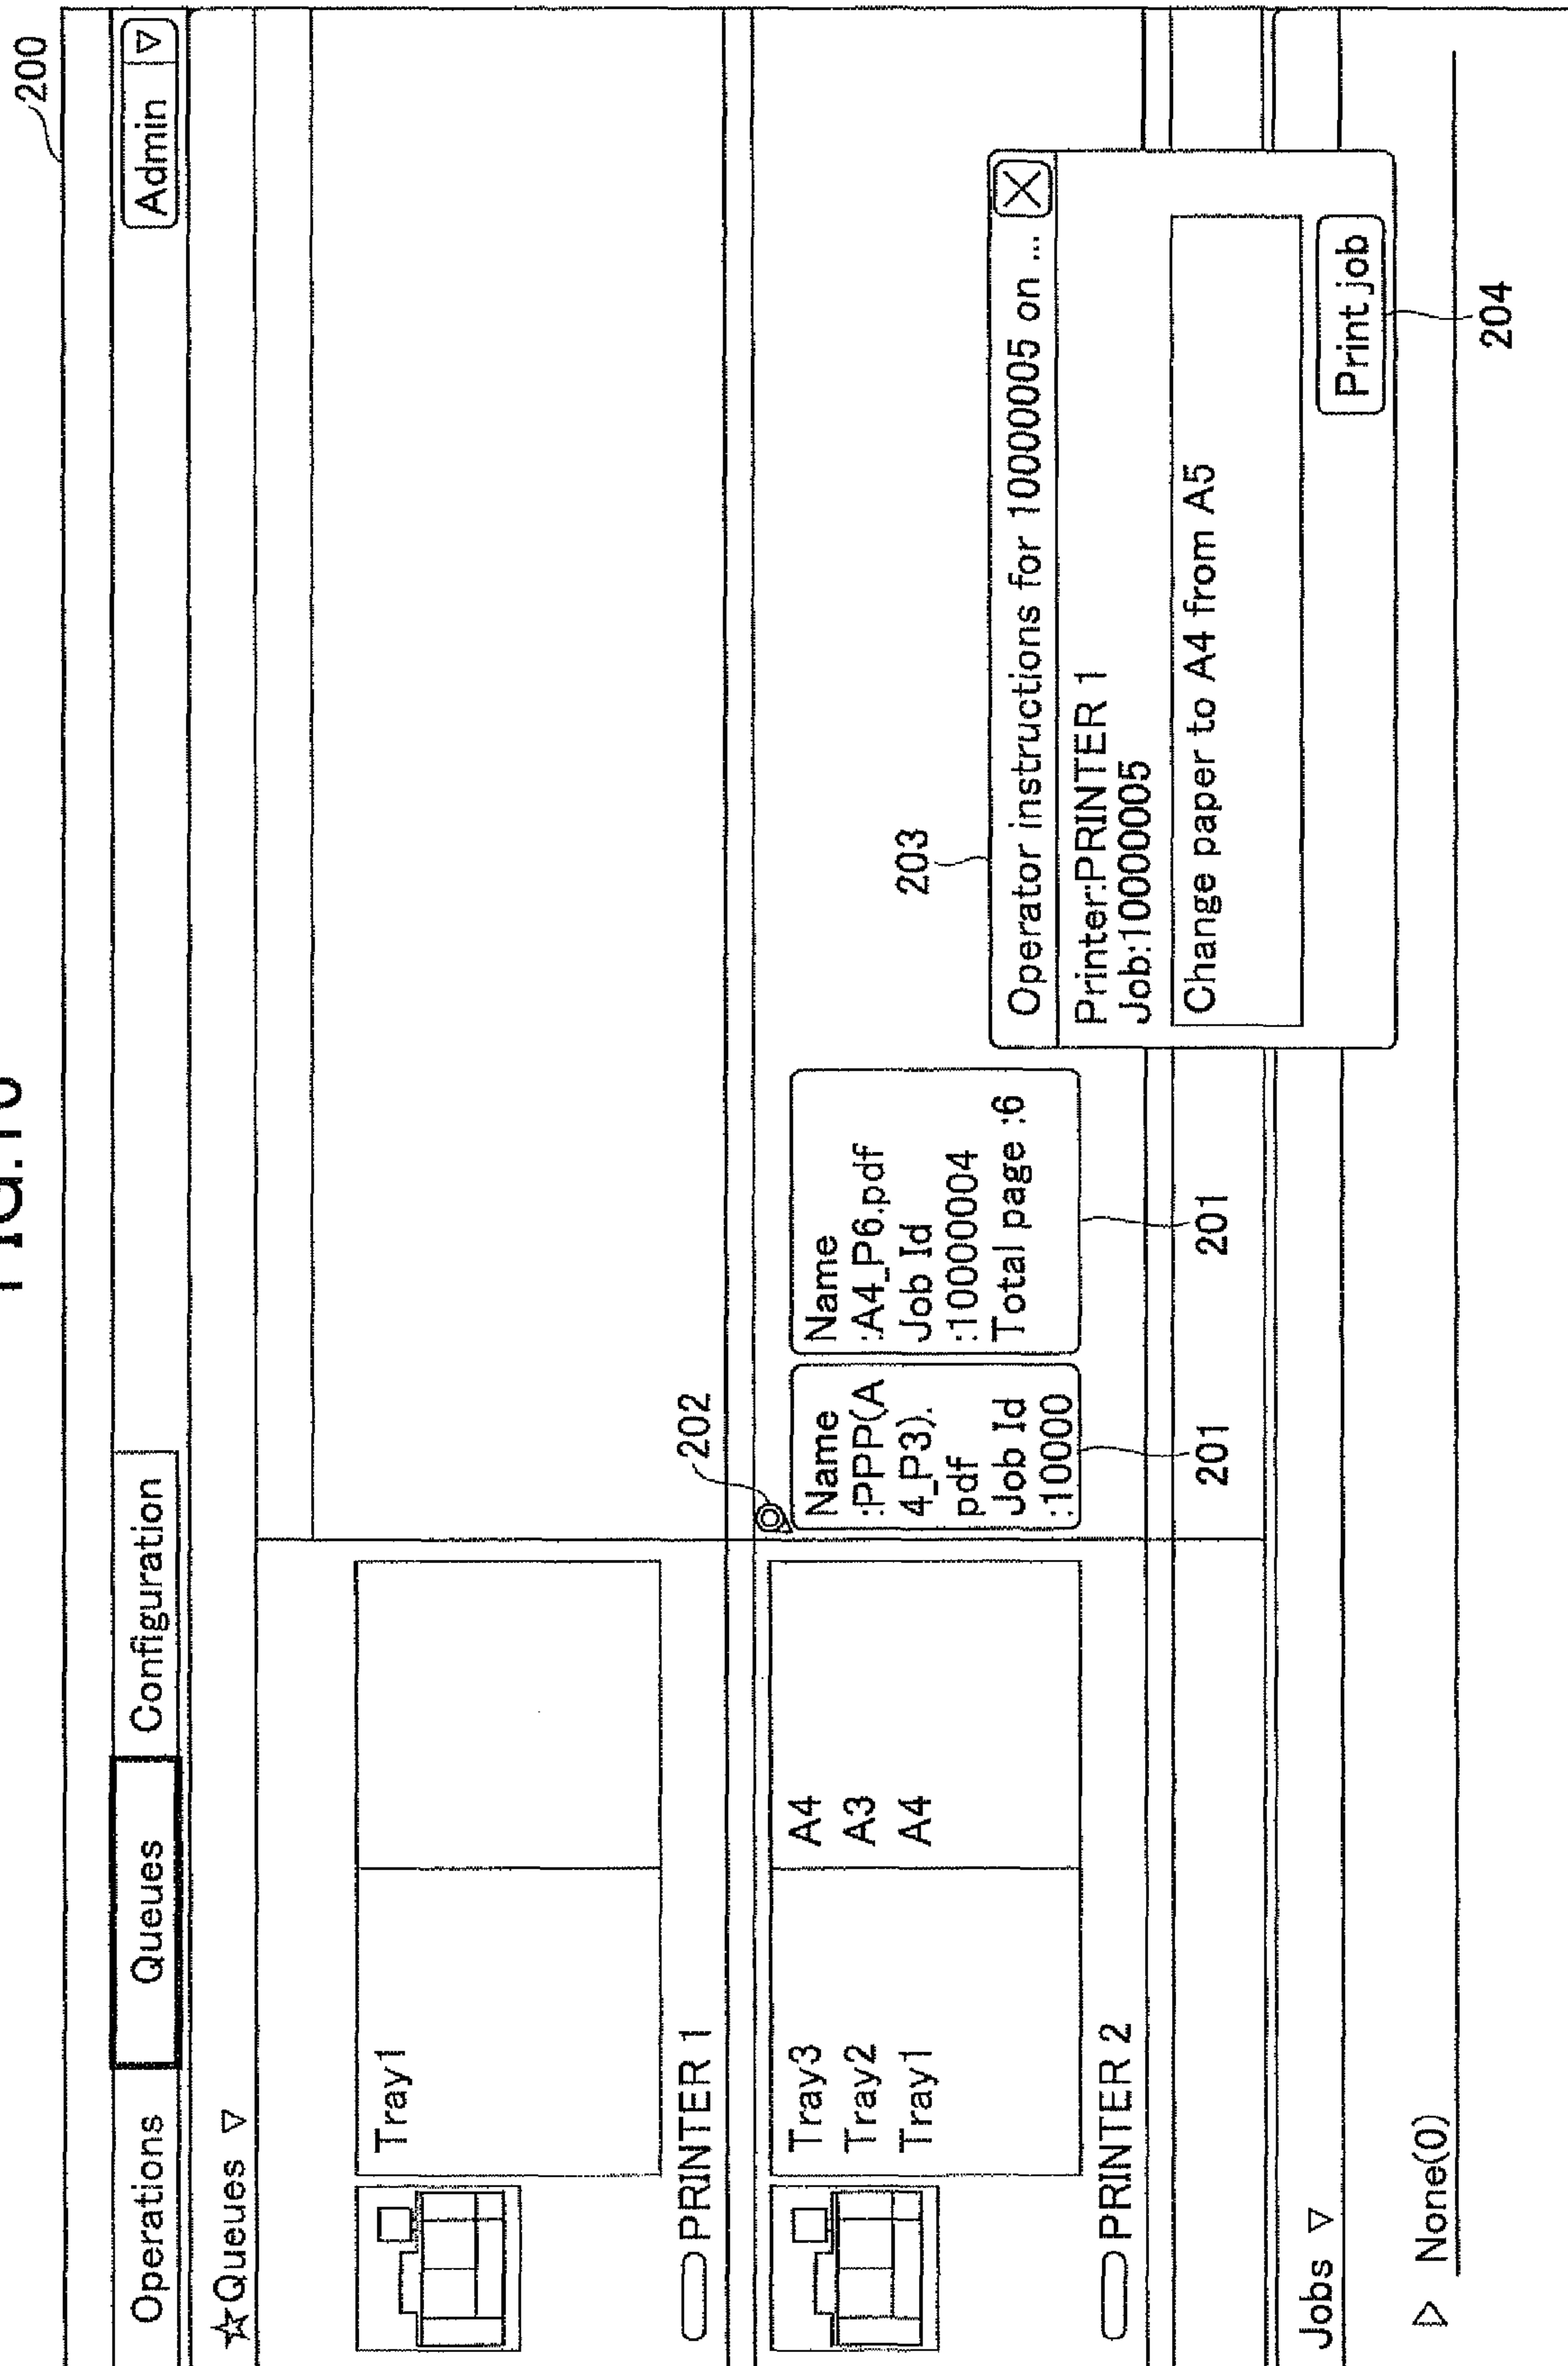 200
Operations Queues Configuration Admin
☆Queues ▽
Tray1
PRINTER 1
202
Tray3 A4
Tray2 A3
Tray1 A4
PRINTER 2
Name
:PPP(A
4_P3).
pdf
Job Id
:10000
201
Name
:A4_P6.pdf
Job Id
:10000004
Total page :6
201
203
Operator instructions for 10000005 on ...
Printer:PRINTER 1
Job:10000005
Change paper to A4 from A5
Print job
204
Jobs ▽
▷ None(0)